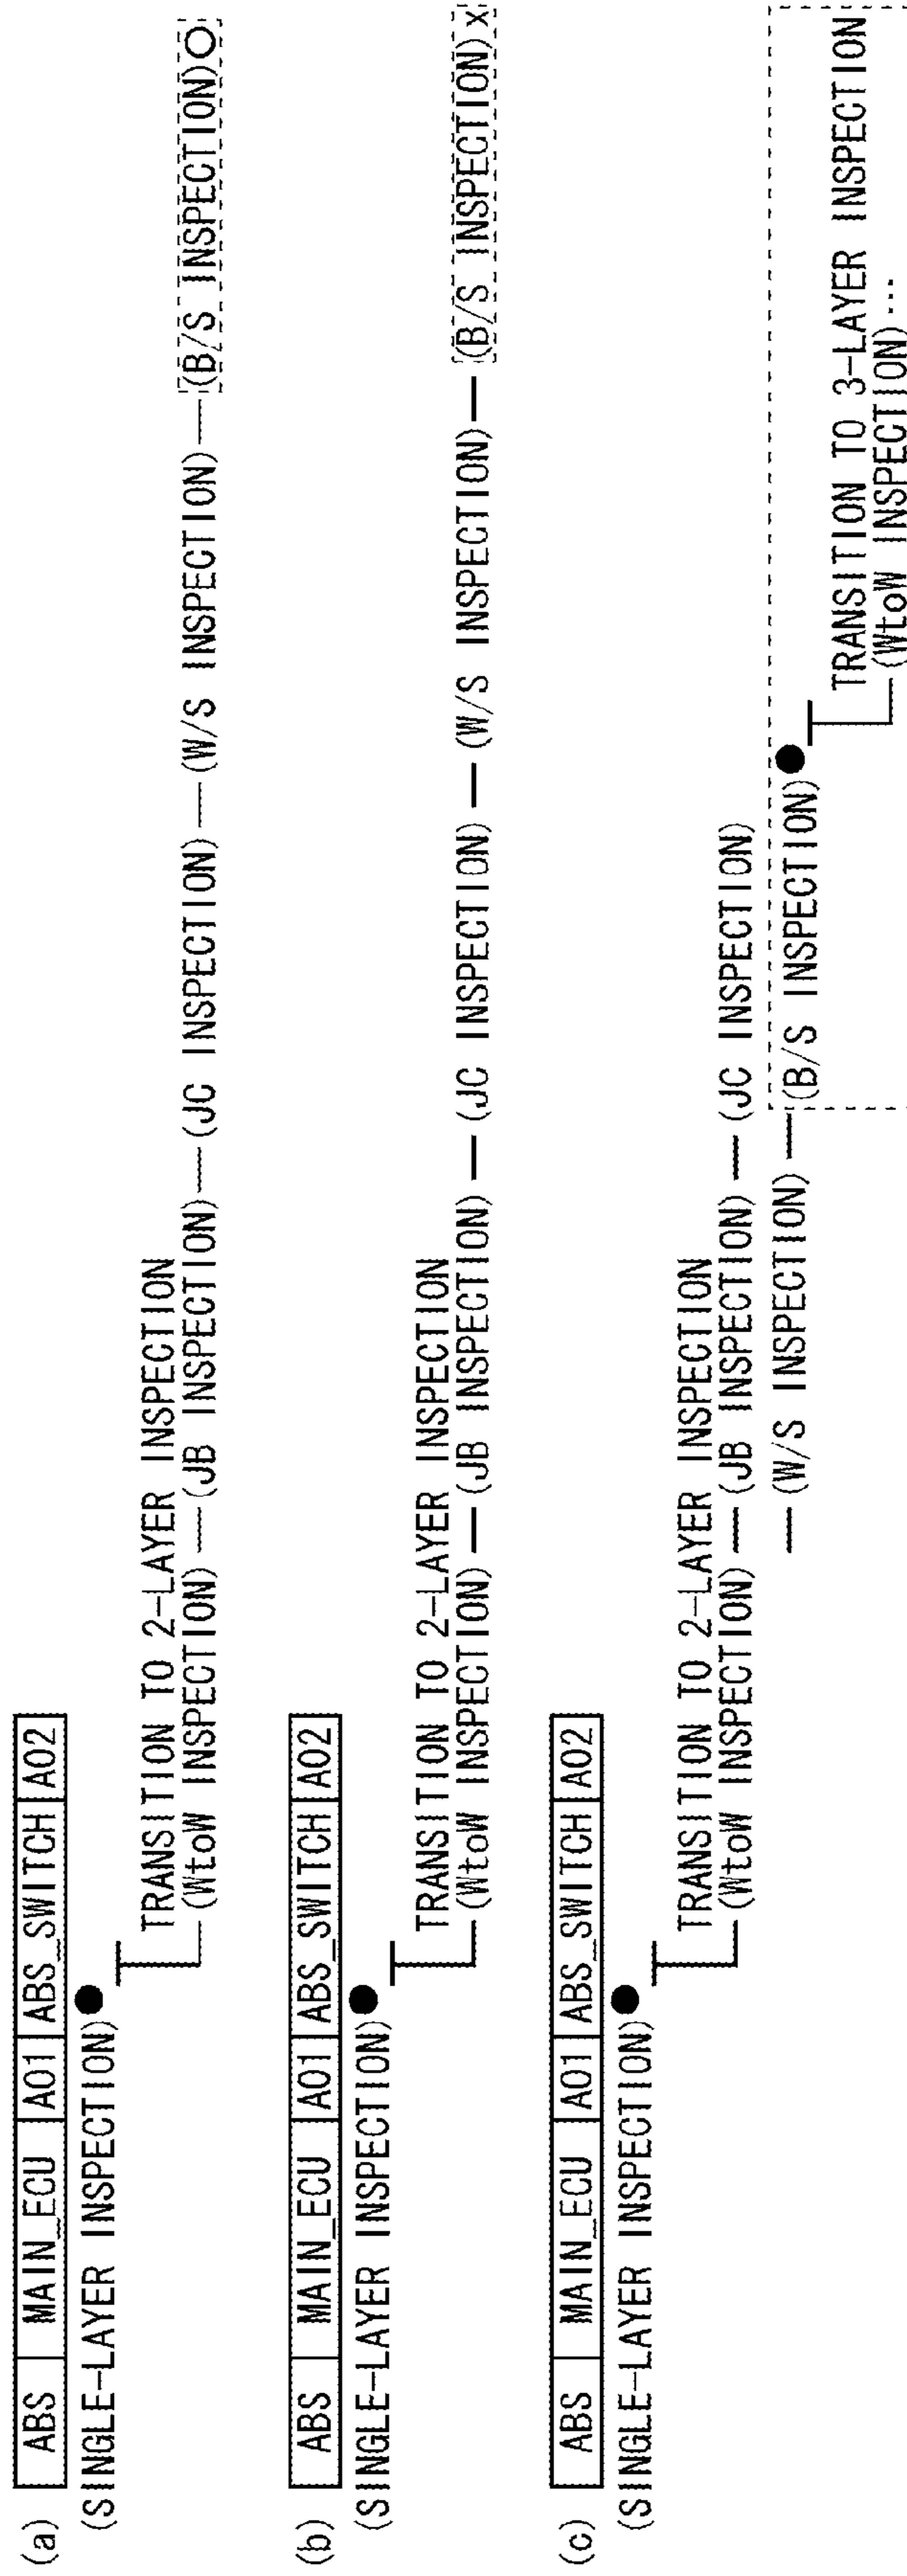 (a) ABS MAIN_ECU A01 ABS_SWITCH A02
(SINGLE-LAYER INSPECTION)●
TRANSITION TO 2-LAYER INSPECTION
(WtoW INSPECTION)—(JB INSPECTION)—(JC INSPECTION)—(W/S INSPECTION)—(B/S INSPECTION)○
(b) ABS MAIN_ECU A01 ABS_SWITCH A02
(SINGLE-LAYER INSPECTION)●
TRANSITION TO 2-LAYER INSPECTION
(WtoW INSPECTION)—(JB INSPECTION)—(JC INSPECTION)—(W/S INSPECTION)—(B/S INSPECTION)x
(c) ABS MAIN_ECU A01 ABS_SWITCH A02
(SINGLE-LAYER INSPECTION)●
TRANSITION TO 2-LAYER INSPECTION
(WtoW INSPECTION)—(JB INSPECTION)—(JC INSPECTION)
—(W/S INSPECTION)—(B/S INSPECTION)●
TRANSITION TO 3-LAYER INSPECTION
(WtoW INSPECTION)...